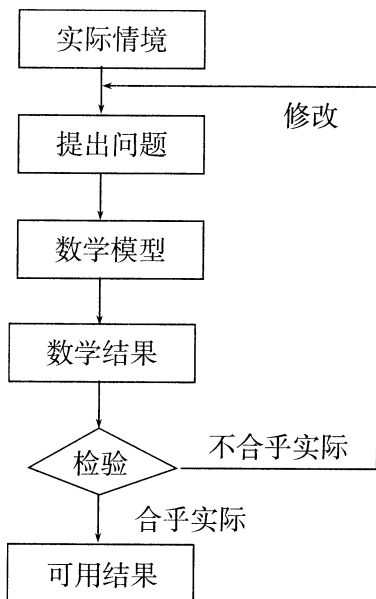 实际情境
修改
提出问题
数学模型
数学结果
检验
不合乎实际
合乎实际
可用结果